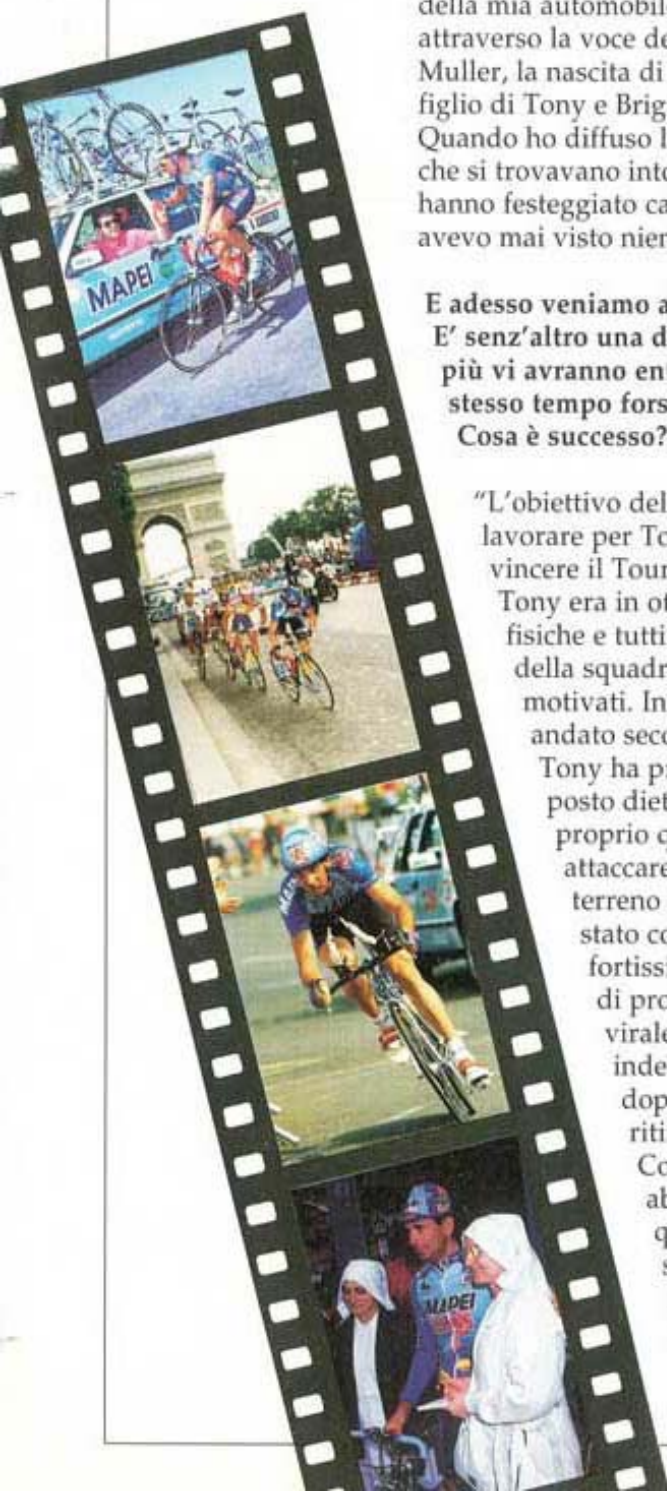 della mia automobile
attraverso la voce de
Muller, la nascita di
figlio di Tony e Brig
Quando ho diffuso l
che si trovavano into
hanno festeggiato ca
avevo mai visto nien
E adesso veniamo a
E' senz'altro una d
più vi avranno ent
stesso tempo fors
Cosa è successo?
"L'obiettivo del
lavorare per To
vincere il Tour
Tony era in ot
fisiche e tutti
della squadr
motivati. In
andato seco
Tony ha pr
posto diet
proprio q
attaccare
terreno
stato co
fortissi
di pro
virale
inde
dop
riti
Co
ab
q
s
MAPEI
MAPEI